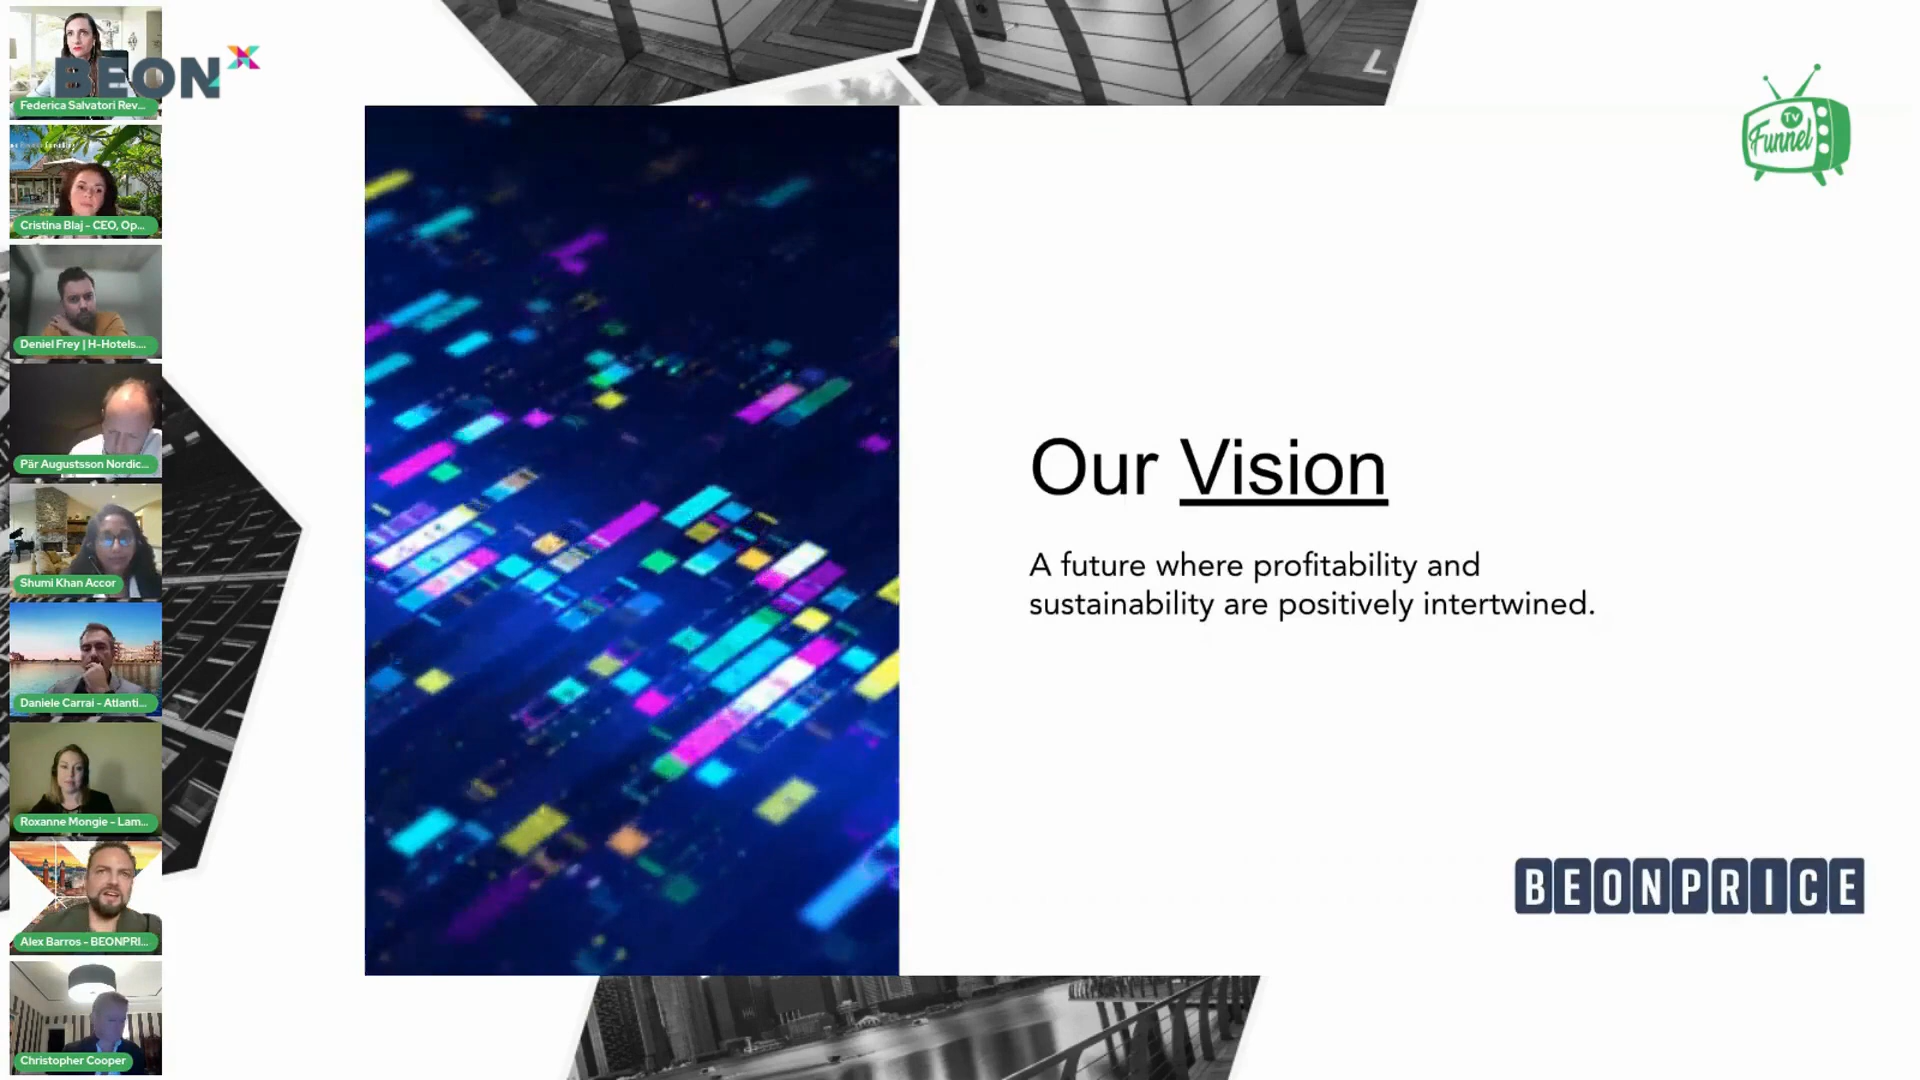 BEON
Federica Salvatori Rev...
Cristina Blaj - CEO, Op...
Deniel Frey | H-Hotels....
Pär Augustsson Nordic...
Shumi Khan Accor
Daniele Carrai - Atlanti...
Roxanne Mongie - Lam...
Alex Barros - BEONPRI...
Christopher Cooper
TV
Funnel
Our Vision
A future where profitability and
sustainability are positively intertwined.
BEONPRICE